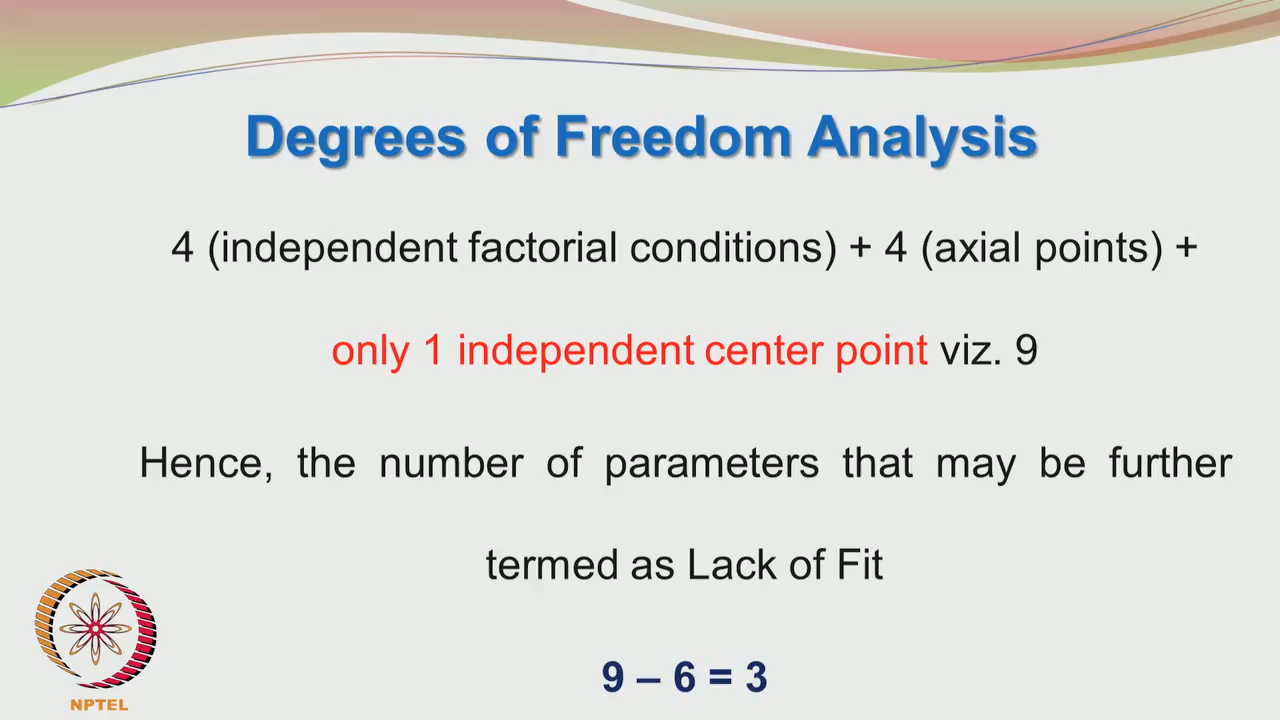 Degrees of Freedom Analysis
4 (independent factorial conditions) + 4 (axial points) +
only 1 independent center point viz. 9
Hence, the number of parameters that may be further
termed as Lack of Fit
9 – 6 = 3
NPTEL